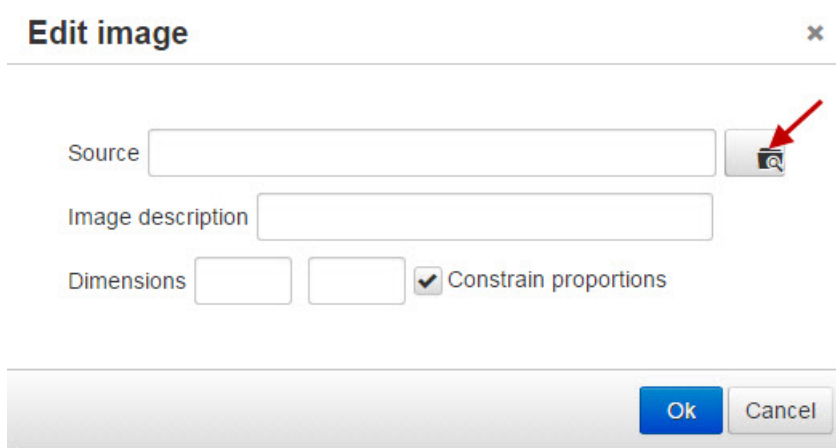 Edit image
Source
Image description
Dimensions
Constrain proportions
Ok
Cancel